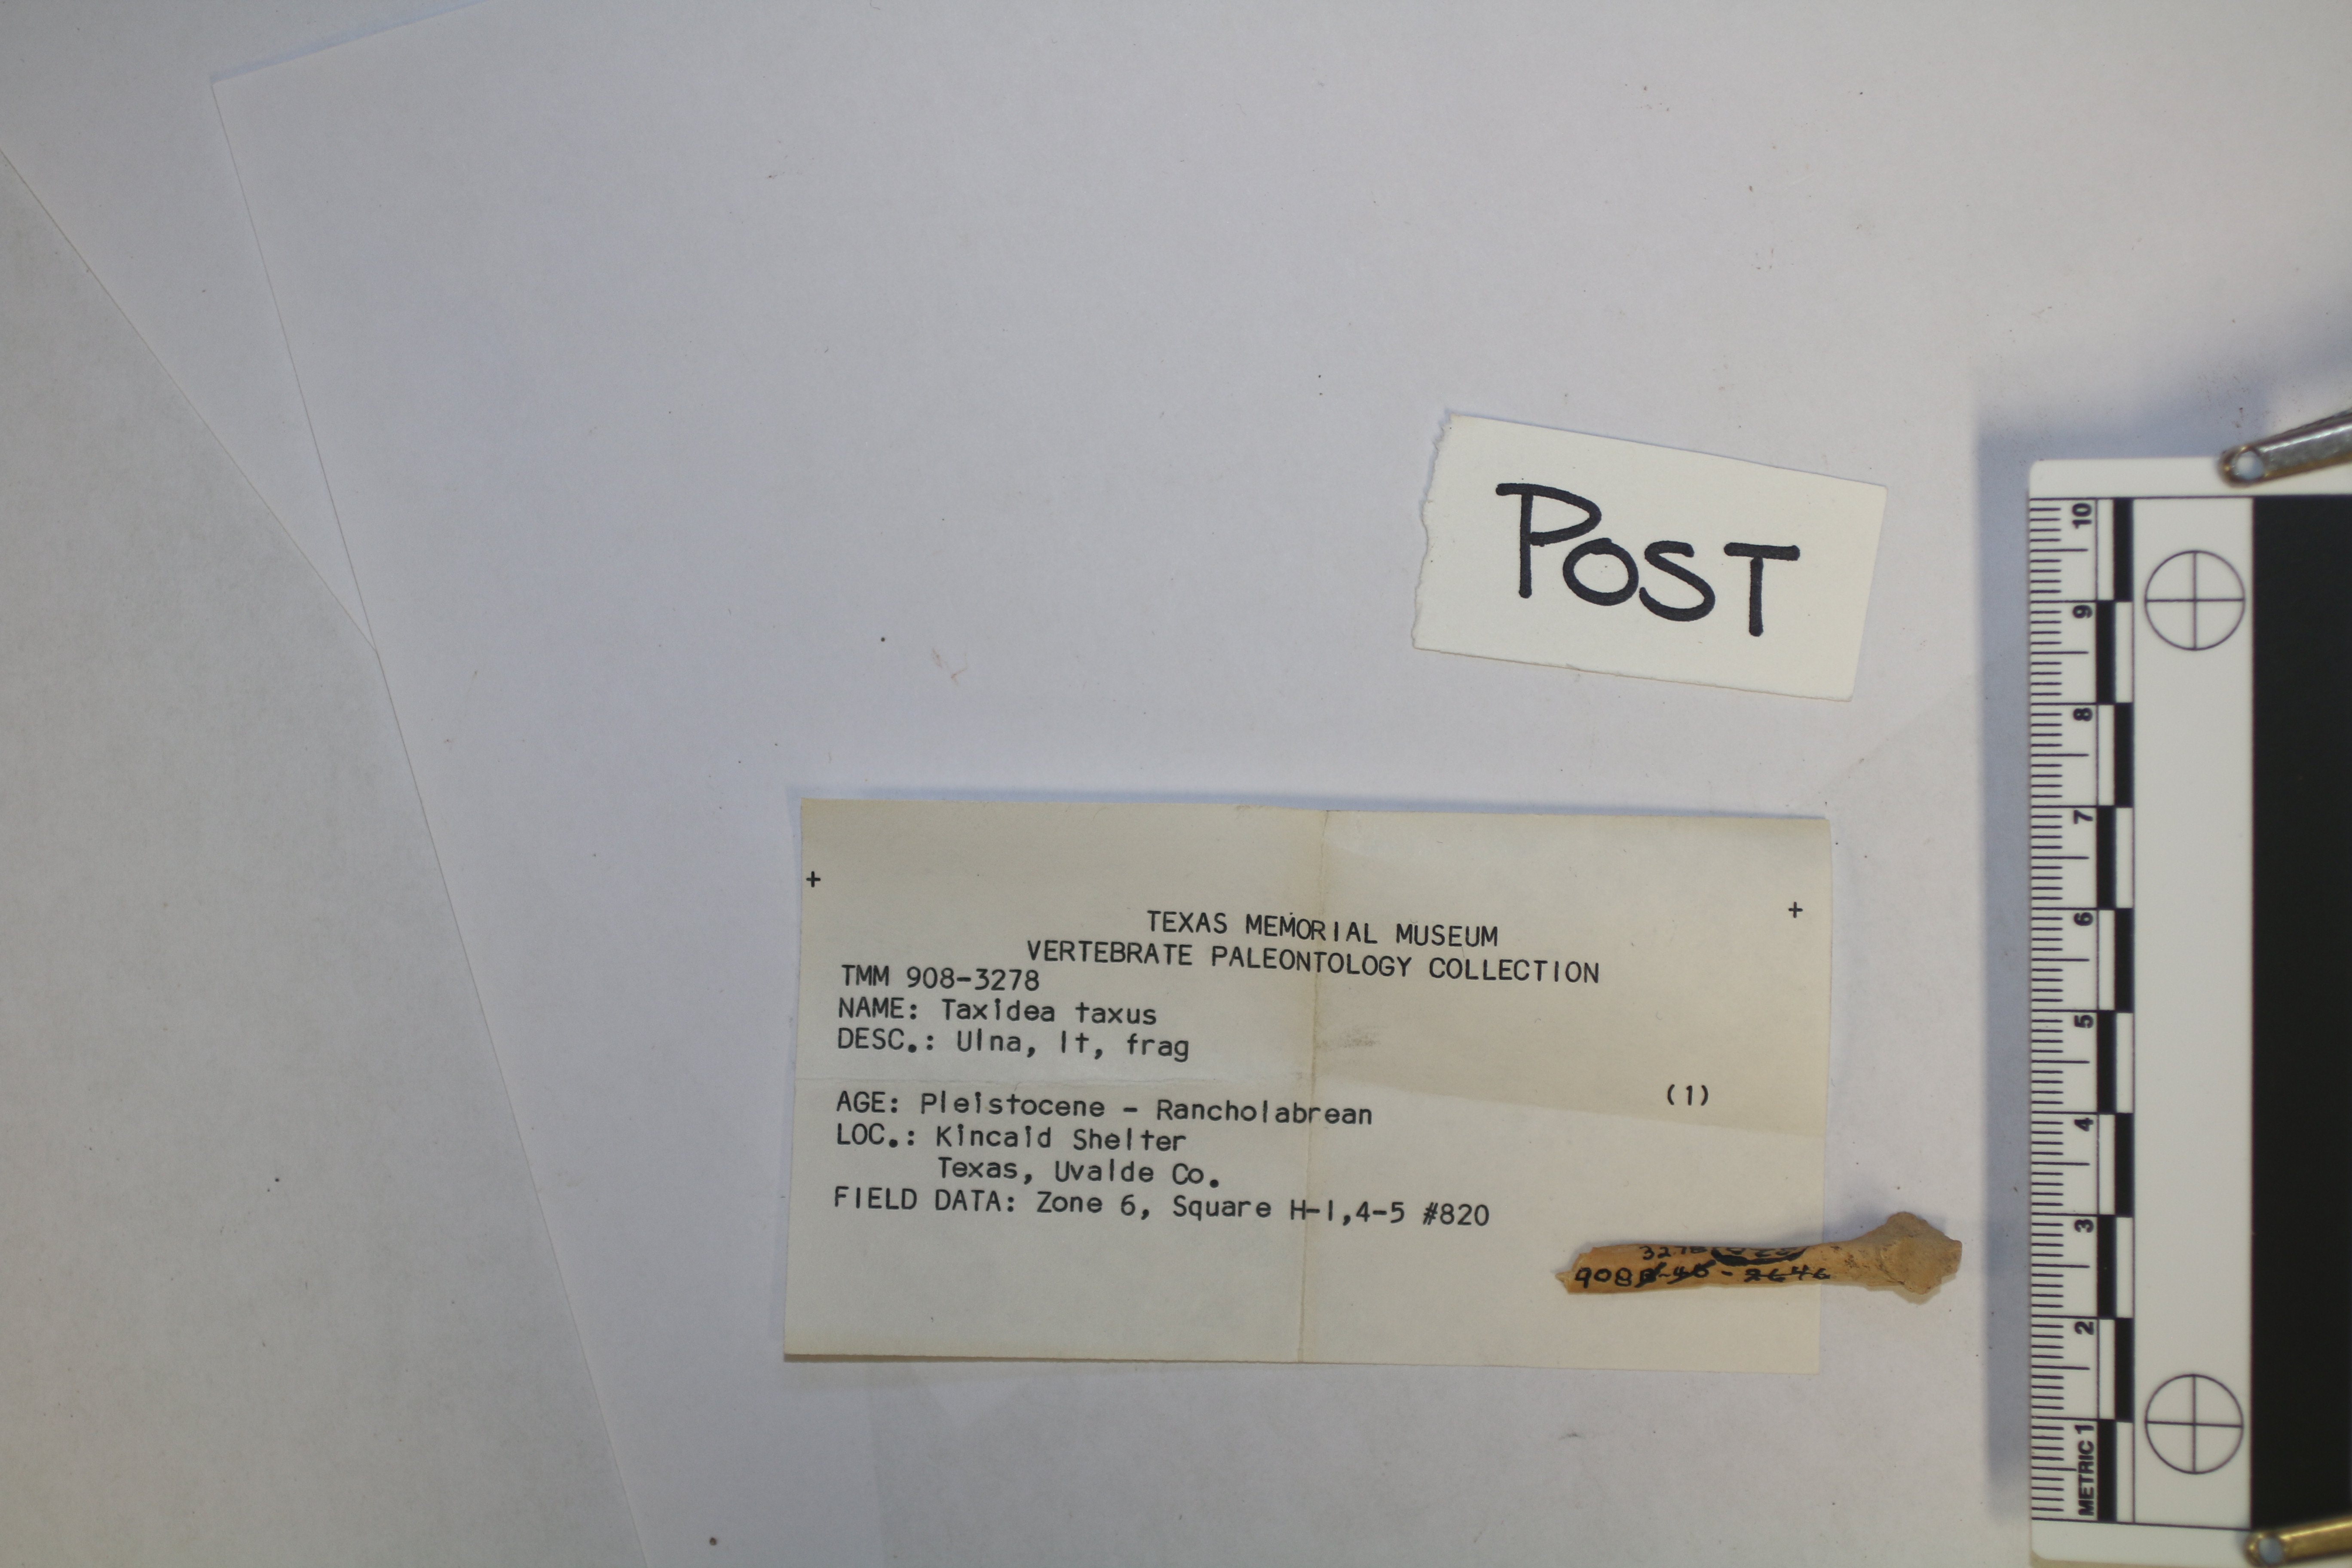 TEXAS MEMORIAL MUSEUM
VERTEBRATE PALEONTOLOGY COLLECTION
TMM 908-3278
NAME: Taxidea taxus
DESC.: Ulna, lt, frag
(1)
AGE: Pleistocene - Rancholabrean
LOC.: Kincaid Shelter
Texas, Uvalde Co.
FIELD DATA: Zone 6, Square H-1,4-5 #820
POST
3278
908
METRIC 1 2 3 4 5 6 7 8 9 10